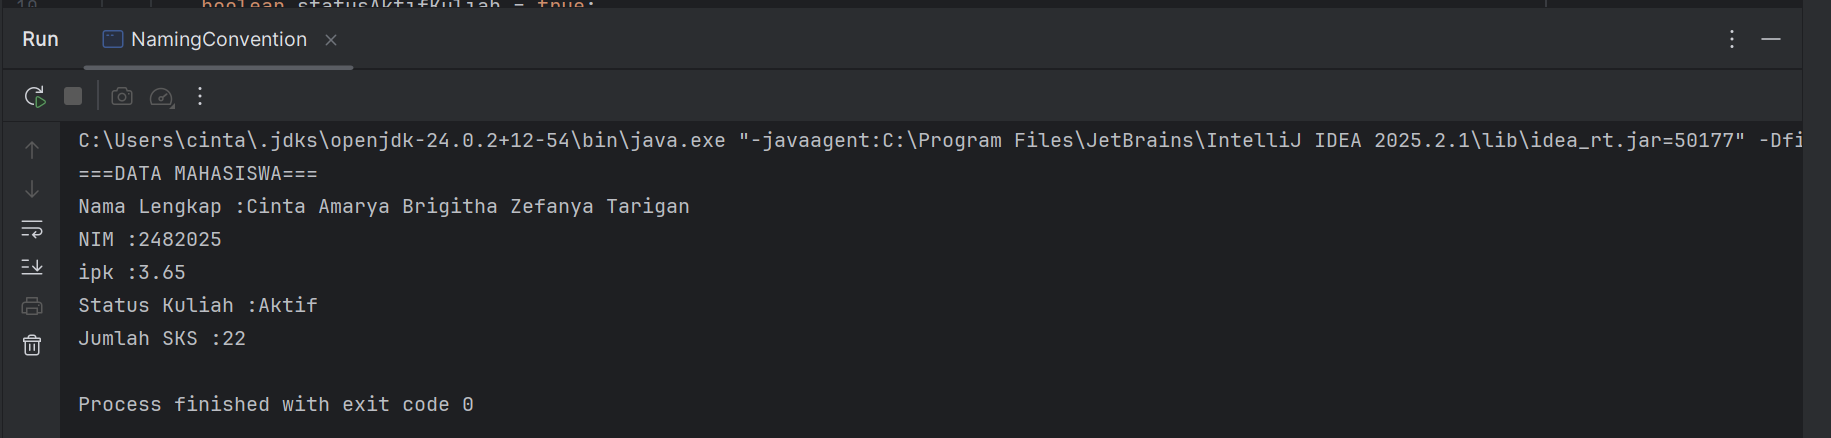 10 boolean statusAktifKuliah = true;
Run NamingConvention
C:\Users\cinta\.jdks\openjdk-24.0.2+12-54\bin\java.exe "-javaagent:C:\Program Files\JetBrains\IntelliJ IDEA 2025.2.1\lib\idea_rt.jar=50177" -Dfi
===DATA MAHASISWA===
Nama Lengkap :Cinta Amarya Brigitha Zefanya Tarigan
NIM :2482025
ipk :3.65
Status Kuliah :Aktif
Jumlah SKS :22
Process finished with exit code 0